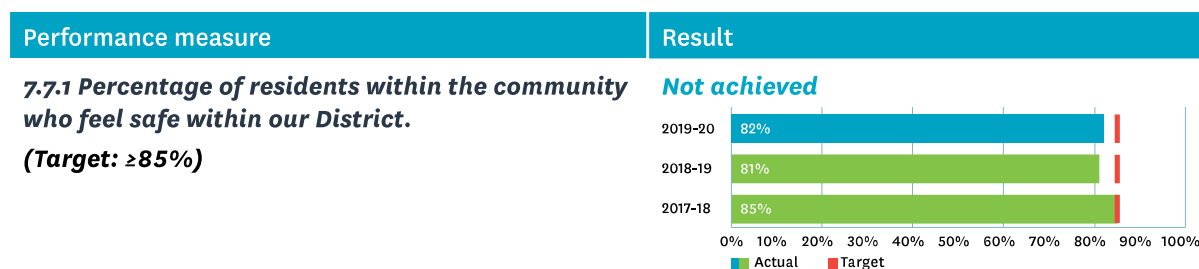 Performance measure
Result
7.7.1 Percentage of residents within the community
who feel safe within our District.
(Target: ≥85%)
Not achieved
2019-20 82%
2018-19 81%
2017-18 85%
0% 10% 20% 30% 40% 50% 60% 70% 80% 90% 100%
Actual Target